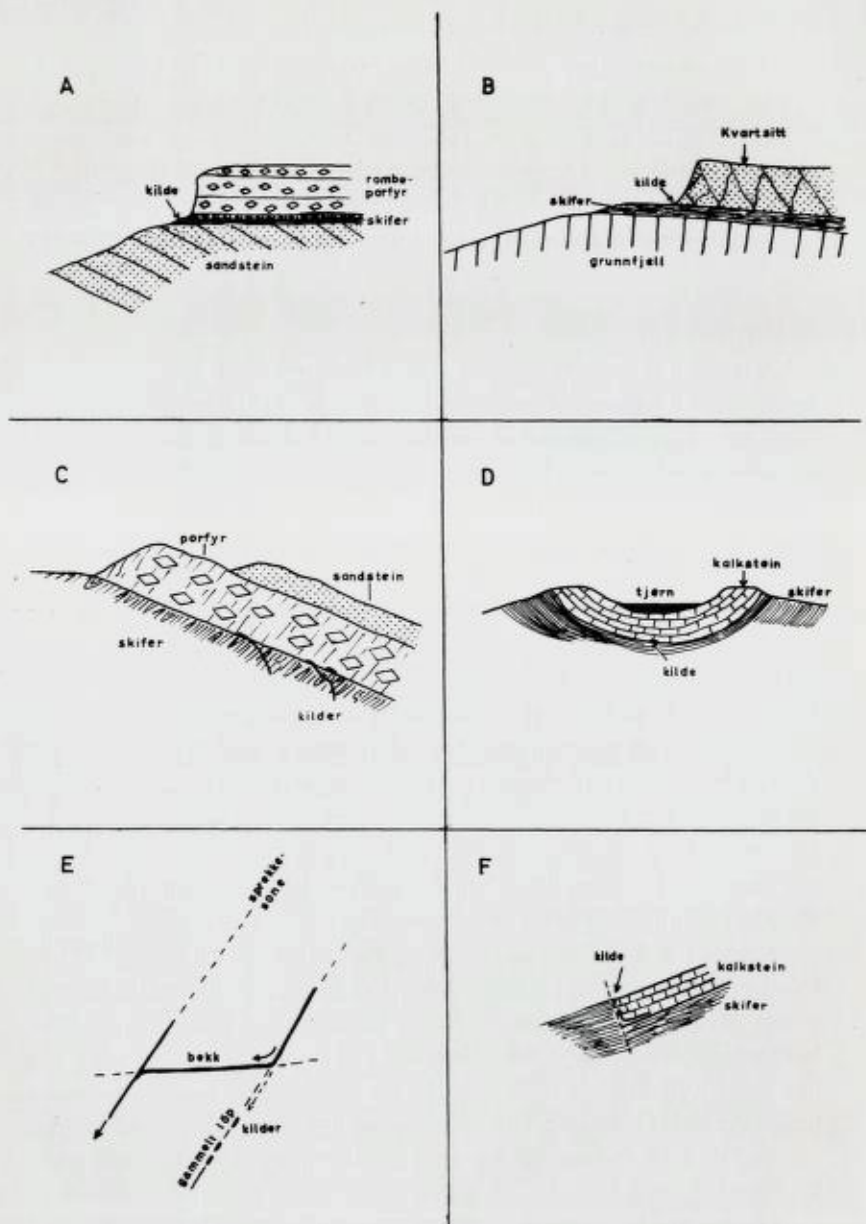 A
kilde
rombe-
porfyr
skifer
sandstein
B
Kvartsitt
kilde
skifer
grunnfjell
C
porfyr
sandstein
skifer
kilder
D
kalkstein
tjern
skifer
kilde
E
sprekke-
sone
bekk
kilder
gammelt löp
F
kilde
kalkstein
skifer